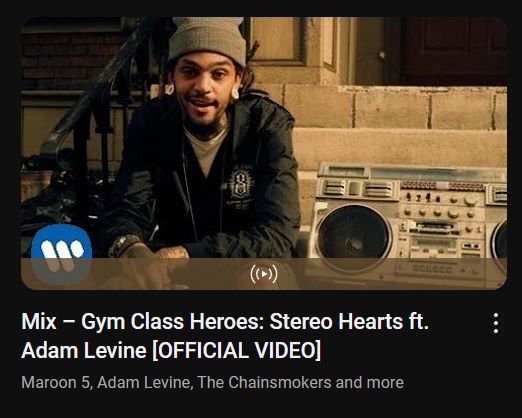 Mix – Gym Class Heroes: Stereo Hearts ft.
Adam Levine [OFFICIAL VIDEO]
Maroon 5, Adam Levine, The Chainsmokers and more